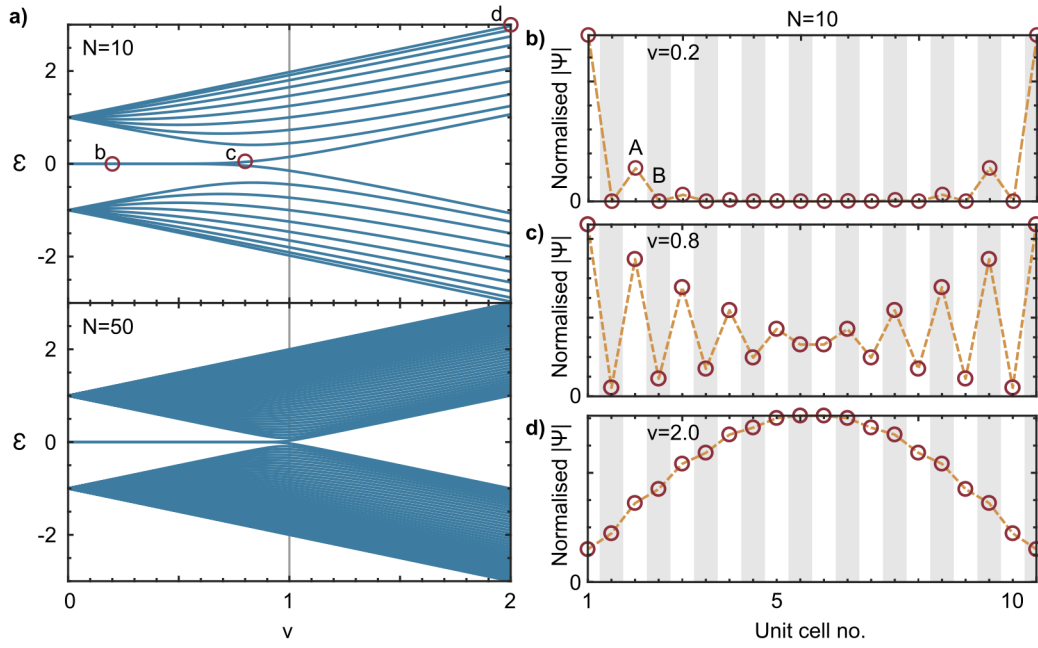 a)
N=10
d
2
b
c
ε
0
-2
N=50
2
ε
0
-2
0
1
2
v
N=10
b)
v=0.2
A
B
Normalised |Ψ|
0
c)
v=0.8
Normalised |Ψ|
0
d)
v=2.0
Normalised |Ψ|
0
1
5
10
Unit cell no.